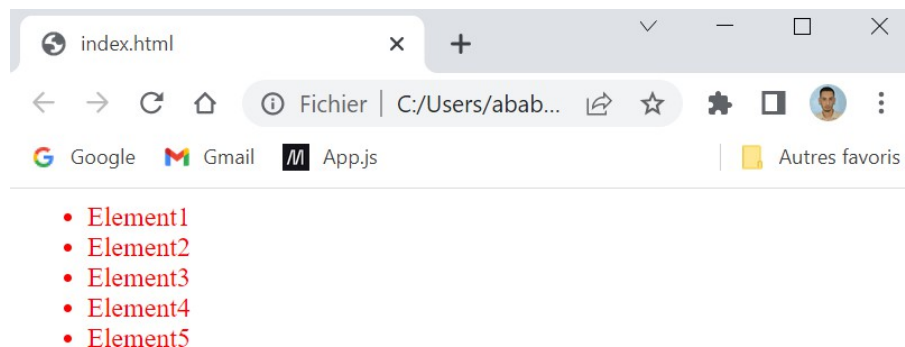 index.html
Fichier | C:/Users/abab...
Google M Gmail M App.js Autres favoris
• Element1
• Element2
• Element3
• Element4
• Element5